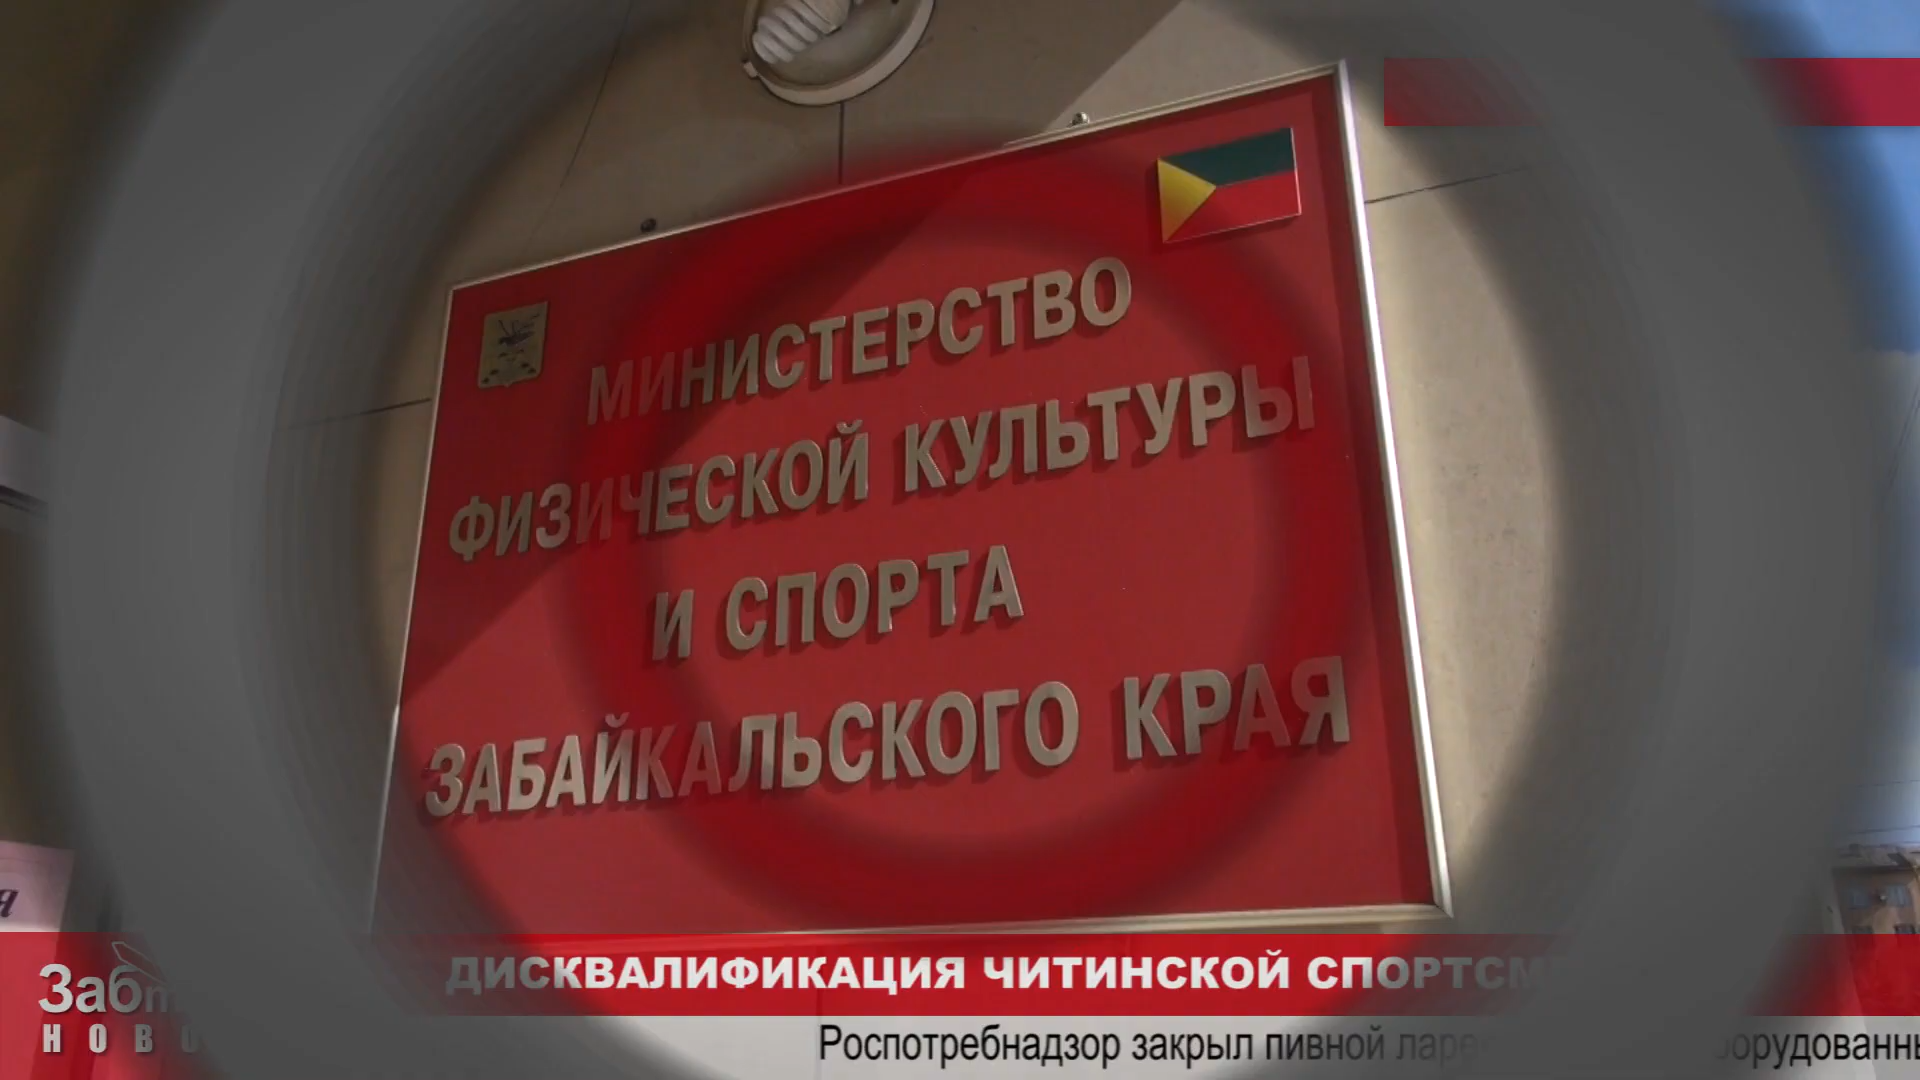 МИНИСТЕРСТВО
ФИЗИЧЕСКОЙ КУЛЬТУРЫ
И СПОРТА
ЗАБАЙКАЛЬСКОГО КРАЯ
ДИСКВАЛИФИКАЦИЯ ЧИТИНСКОЙ
Роспотребнадзор закрыл пивной